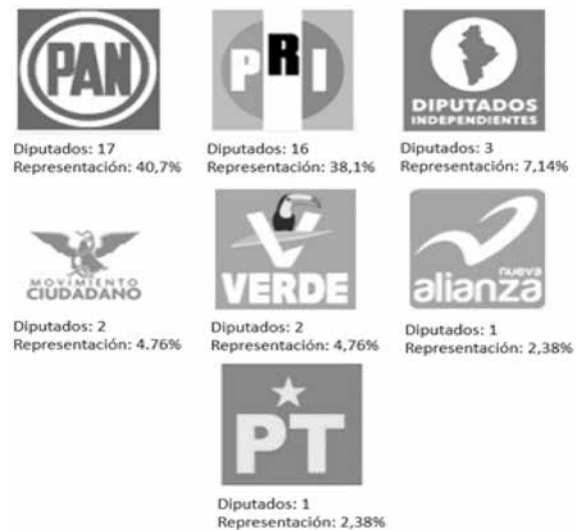 PAN
PRI
DIPUTADOS
INDEPENDIENTES
Diputados: 17
Representación: 40,7%
Diputados: 16
Representación: 38,1%
Diputados: 3
Representación: 7,14%
MOVIMIENTO
CIUDADANO
VERDE
nueva
alianza
Diputados: 2
Representación: 4.76%
Diputados: 2
Representación: 4,76%
Diputados: 1
Representación: 2,38%
PT
Diputados: 1
Representación: 2,38%